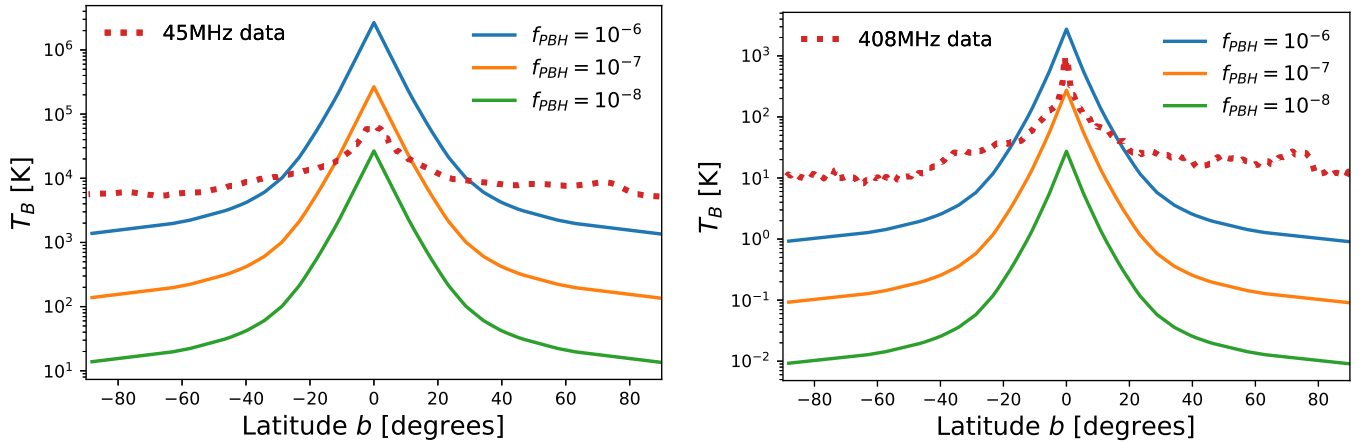 45MHz data
f_PBH = 10^-6
f_PBH = 10^-7
f_PBH = 10^-8
10^6
10^5
10^4
10^3
10^2
10^1
T_B [K]
−80 −60 −40 −20 0 20 40 60 80
Latitude b [degrees]
408MHz data
f_PBH = 10^-6
f_PBH = 10^-7
f_PBH = 10^-8
10^3
10^2
10^1
10^0
10^-1
10^-2
T_B [K]
−80 −60 −40 −20 0 20 40 60 80
Latitude b [degrees]